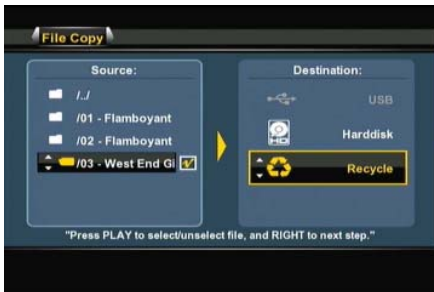 File Copy
Source:
/../
/01 - Flamboyant
/02 - Flamboyant
/03 - West End Gi
Destination:
USB
HD
Harddisk
Recycle
"Press PLAY to select/unselect file, and RIGHT to next step."